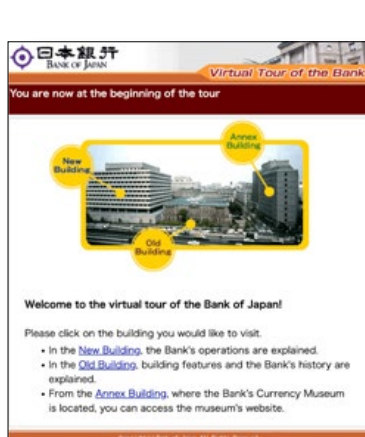 日本銀行
BANK OF JAPAN
Virtual Tour of the Bank
You are now at the beginning of the tour
Annex
Building
New
Building
Old
Building
Welcome to the virtual tour of the Bank of Japan!
Please click on the building you would like to visit.
• In the New Building, the Bank's operations are explained.
• In the Old Building, building features and the Bank's history are
explained.
• From the Annex Building, where the Bank's Currency Museum
is located, you can access the museum's website.